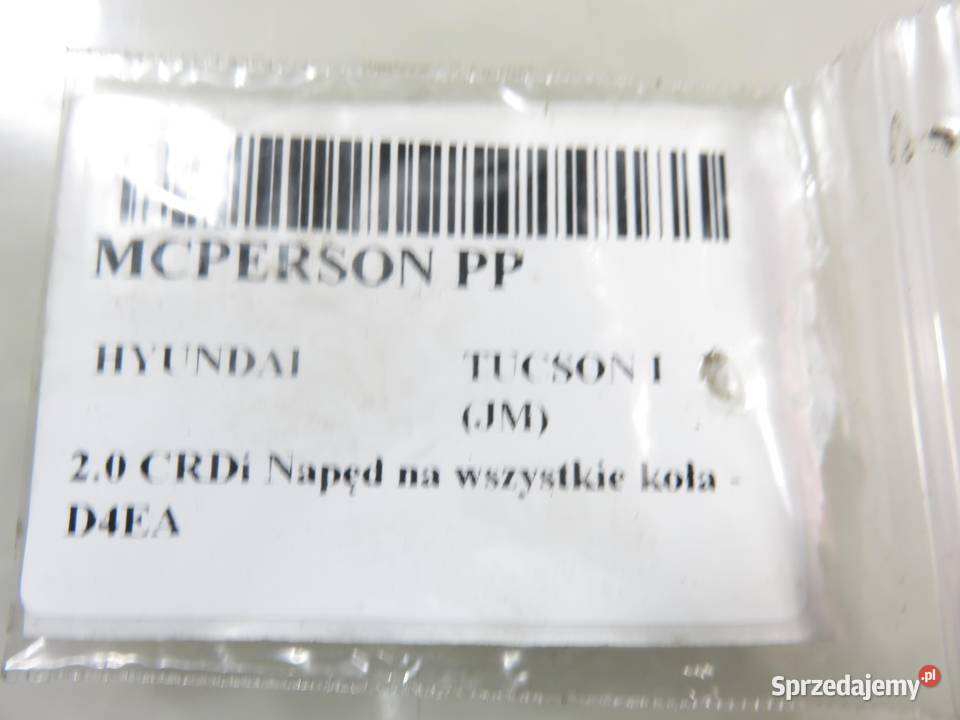 MCPERSON PP
HYUNDAI TUCSON I
(JM)
2.0 CRDi Napęd na wszystkie koła -
D4EA
Sprzedajemy.pl